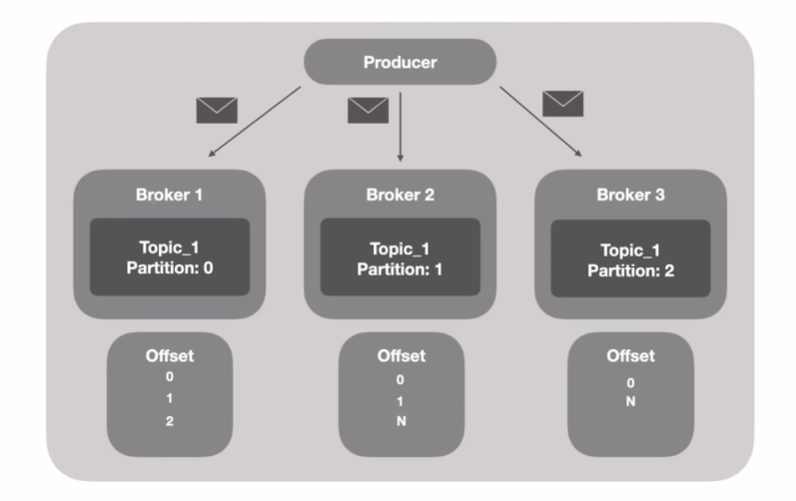 Producer
Broker 1
Topic_1
Partition: 0
Broker 2
Topic_1
Partition: 1
Broker 3
Topic_1
Partition: 2
Offset
0
1
2
Offset
0
1
N
Offset
0
N